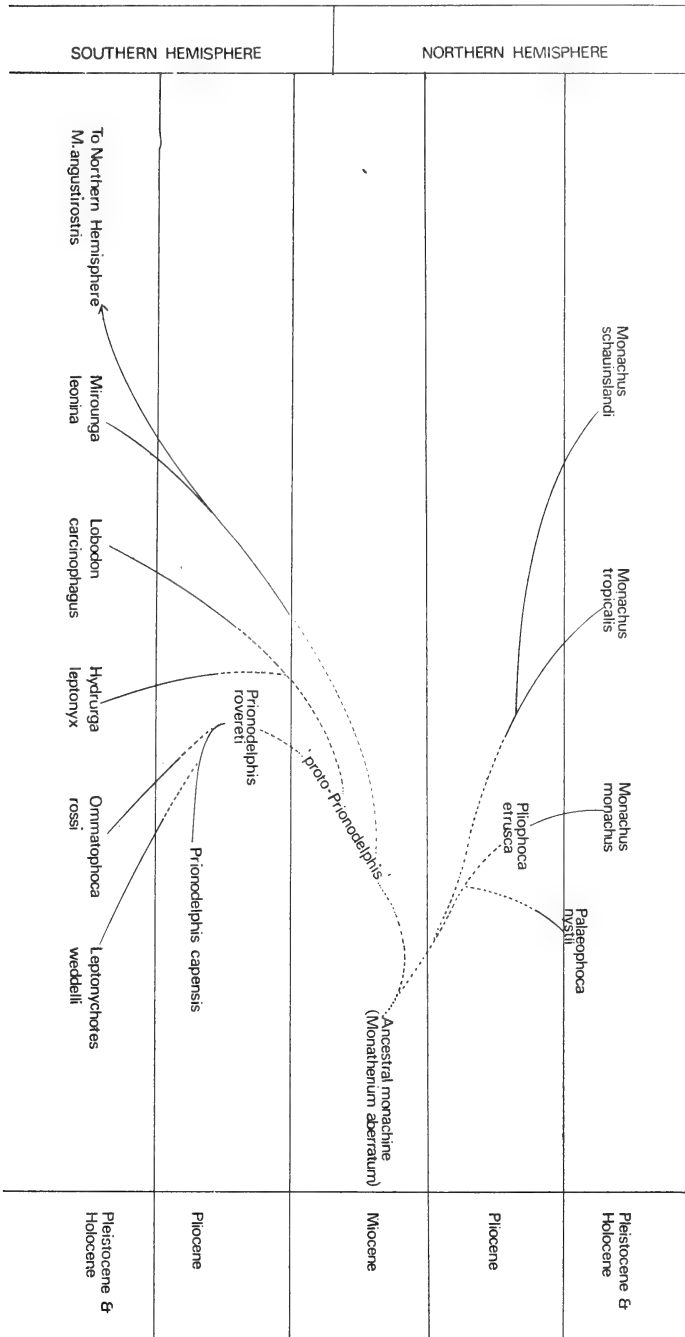 SOUTHERN HEMISPHERE
NORTHERN HEMISPHERE
To Northern Hemisphere
M.angustirostris
Mirounga
leonina
Lobodon
carcinophagus
Hydrurga
leptonyx
Ommatophoca
rossi
Leptonychotes
weddelli
Prionodelphis
rovereti
Prionodelphis capensis
'proto-Prionodelphis'
Ancestral monachine
(Monatherium aberratum)
Monachus
schauinslandi
Monachus
tropicalis
Monachus
monachus
Pliophoca
etrusca
Palaeophoca
nystii
Pleistocene &
Holocene
Pliocene
Miocene
Pliocene
Pleistocene &
Holocene